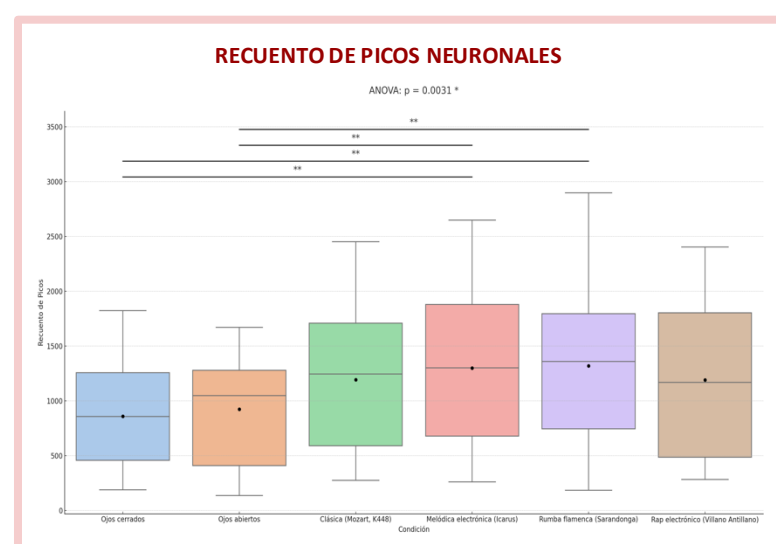 RECUENTO DE PICOS NEURONALES
ANOVA: p = 0.0031 *
3500
3000
2500
2000
1500
1000
500
0
**
**
**
**
Recuento de Picos
Ojos cerrados
Ojos abiertos
Clásica (Mozart, K448)
Melódica electrónica (Icarus)
Rumba flamenca (Sarandonga)
Rap electrónico (Villano Antillano)
Condición